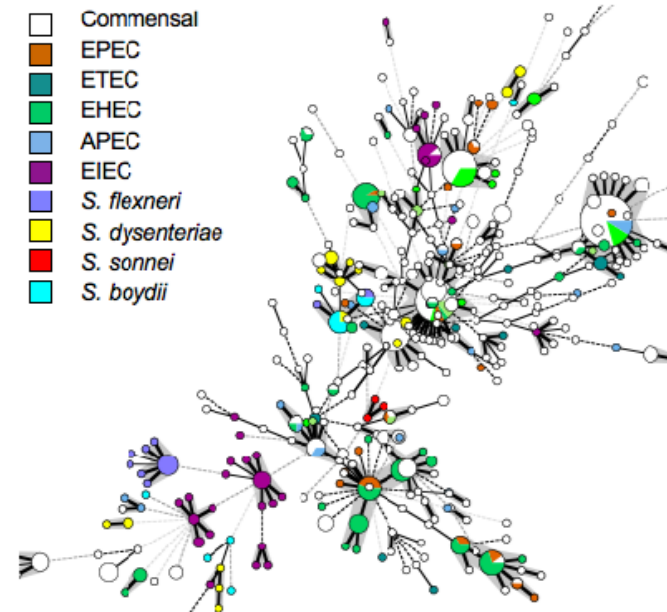 Commensal
EPEC
ETEC
EHEC
APEC
EIEC
S. flexneri
S. dysenteriae
S. sonnei
S. boydii